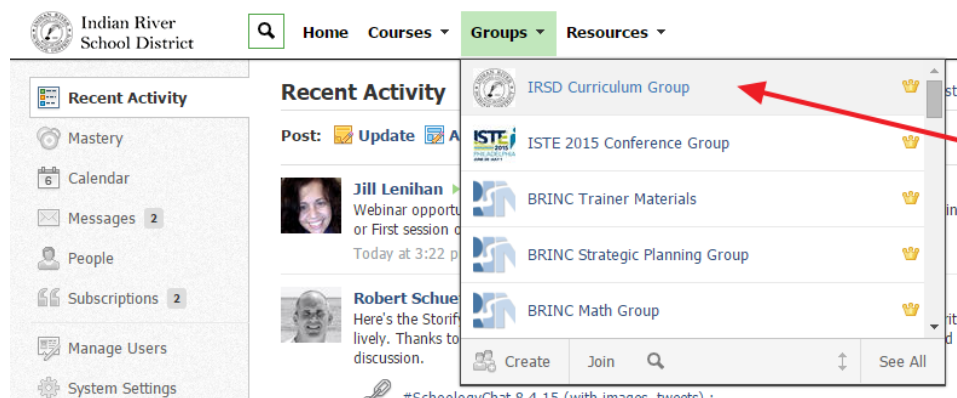 Indian River
School District
Home Courses Groups Resources
Recent Activity
Mastery
6
Calendar
Messages 2
People
Subscriptions 2
Manage Users
System Settings
Recent Activity
Post: Update A
Jill Lenihan
Webinar opportu
or First session o
Today at 3:22 p
Robert Schue
Here's the Storify
lively. Thanks to
discussion.
#SchoologyChat 8.4.15 (with images, tweets) ·
IRSD Curriculum Group
ISTE 2015 Conference Group
BRINC Trainer Materials
BRINC Strategic Planning Group
BRINC Math Group
Create Join See All